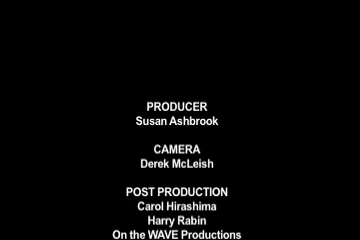 PRODUCER
Susan Ashbrook
CAMERA
Derek McLeish
POST PRODUCTION
Carol Hirashima
Harry Rabin
On the WAVE Productions